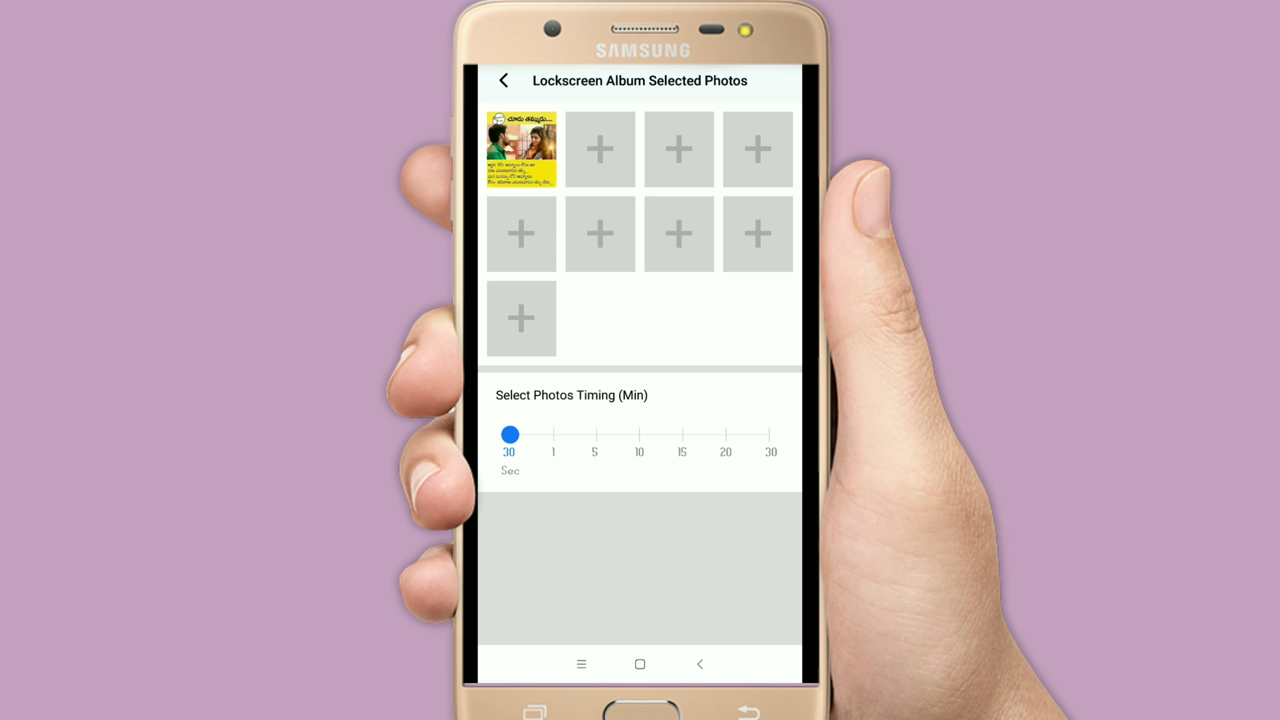 SAMSUNG
Lockscreen Album Selected Photos
చూడు తమ్ముడు....
Select Photos Timing (Min)
30 1 5 10 15 20 30
Sec